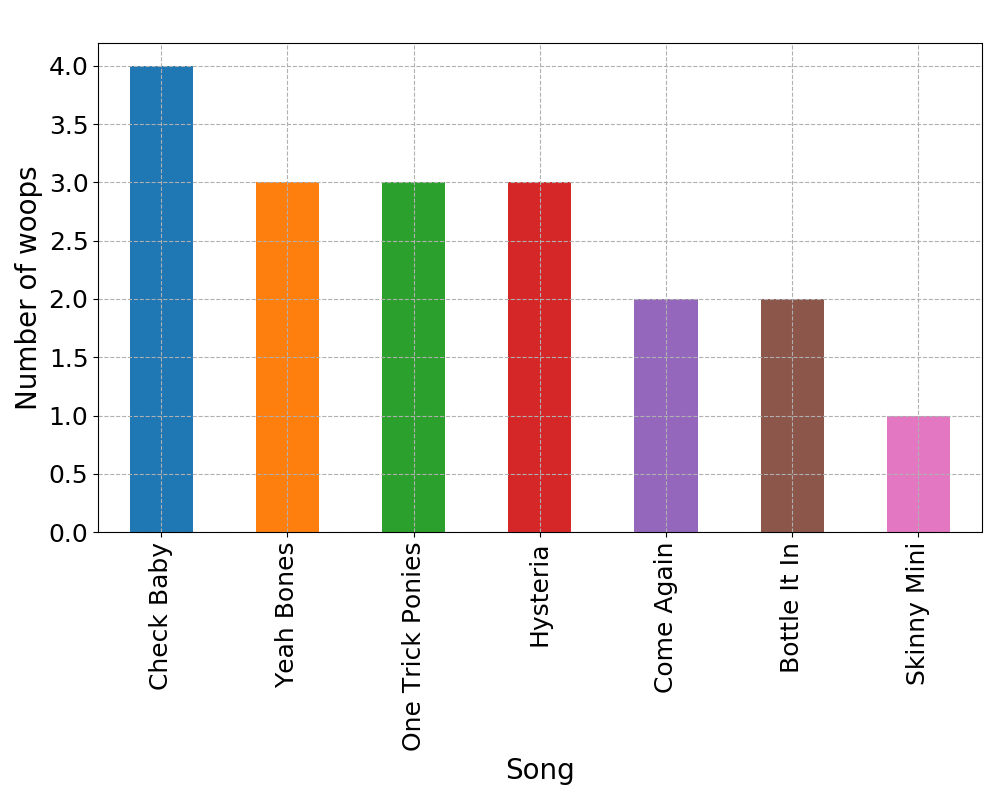 4.0
3.5
3.0
2.5
2.0
1.5
1.0
0.5
0.0
Number of woops
Check Baby
Yeah Bones
One Trick Ponies
Hysteria
Come Again
Bottle It In
Skinny Mini
Song